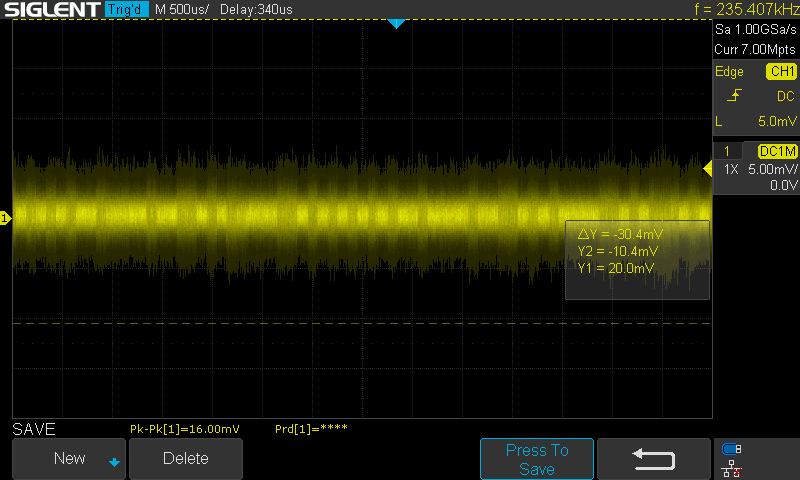 SIGLENT Trig'd M 500us/ Delay:340us f = 235.407kHz
Sa 1.00GSa/s
Curr 7.00Mpts
Edge CH1
DC
L 5.0mV
1 DC1M
1X 5.00mV/
0.0V
1
ΔY = -30.4mV
Y2 = -10.4mV
Y1 = 20.0mV
SAVE Pk-Pk[1]=16.00mV Prd[1]=****
New Delete Press To
Save